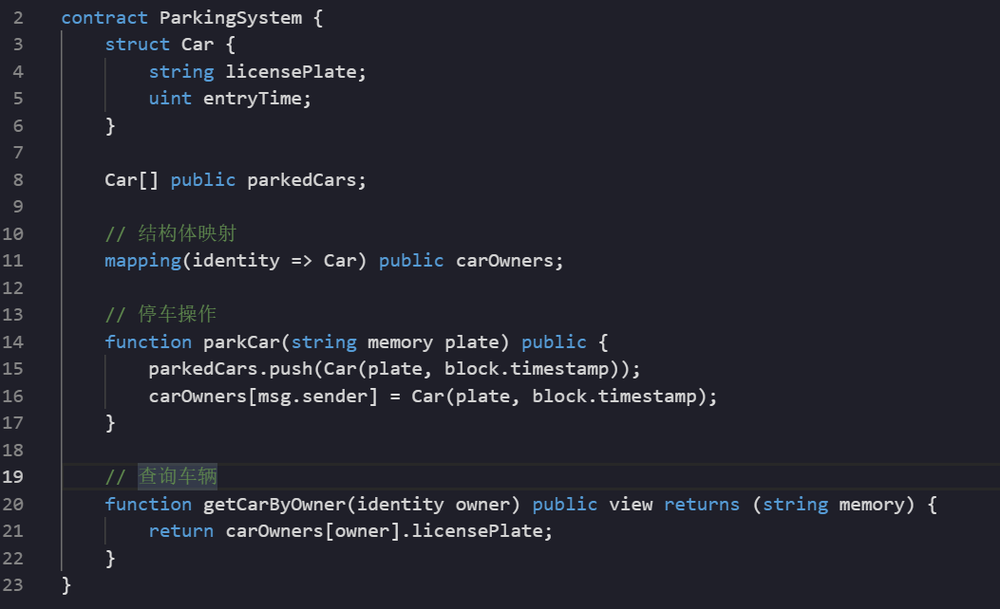 2 contract ParkingSystem {
3     struct Car {
4         string licensePlate;
5         uint entryTime;
6     }
7
8     Car[] public parkedCars;
9
10     // 结构体映射
11     mapping(identity => Car) public carOwners;
12
13     // 停车操作
14     function parkCar(string memory plate) public {
15         parkedCars.push(Car(plate, block.timestamp));
16         carOwners[msg.sender] = Car(plate, block.timestamp);
17     }
18
19     // 查询车辆
20     function getCarByOwner(identity owner) public view returns (string memory) {
21         return carOwners[owner].licensePlate;
22     }
23 }